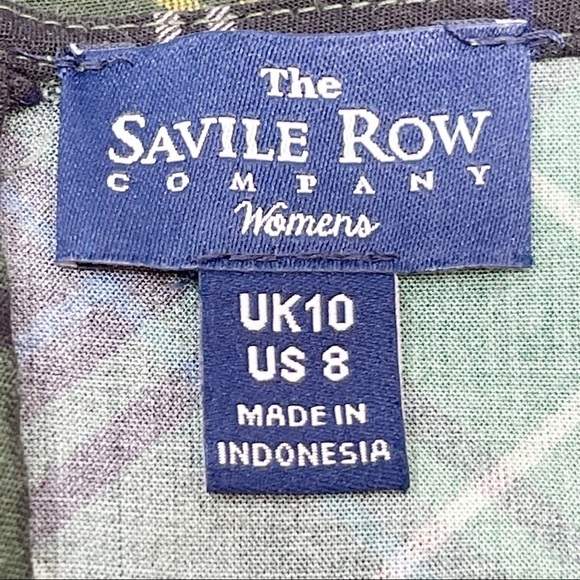 The
SAVILE ROW
COMPANY
Womens
UK10
US 8
MADE IN
INDONESIA